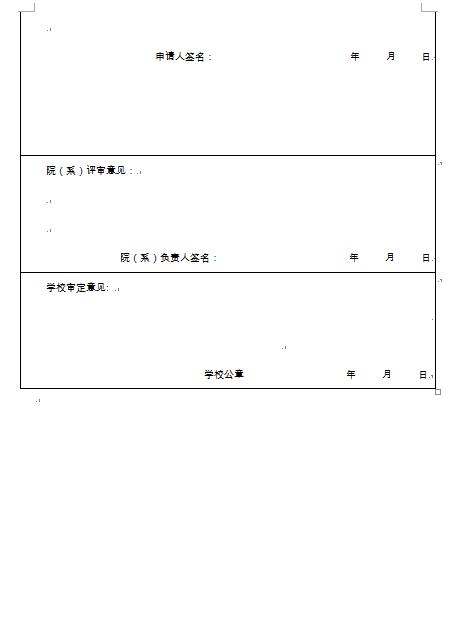 申请人签名： 年 月 日
院（系）评审意见：
院（系）负责人签名： 年 月 日
学校审定意见:
学校公章 年 月 日